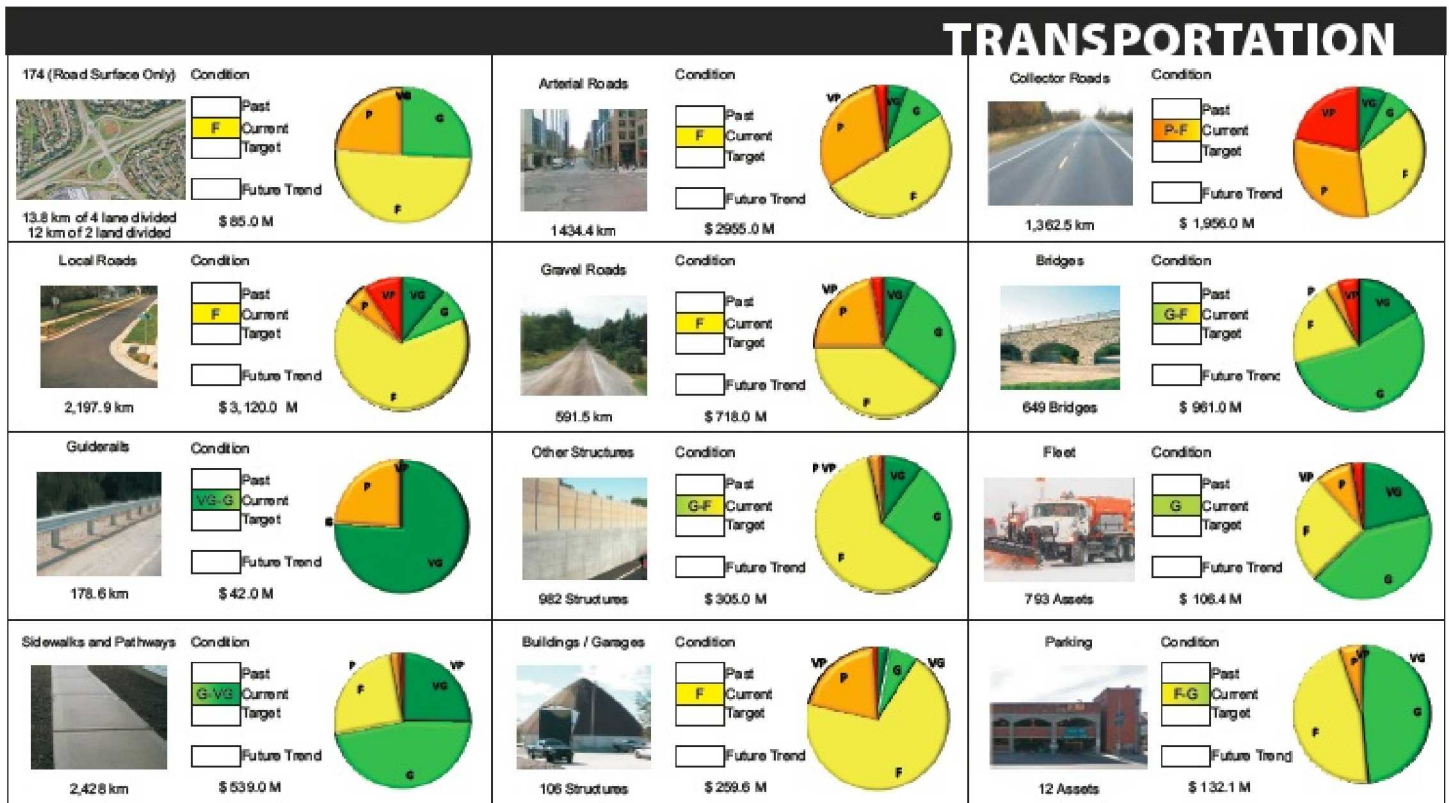 TRANSPORTATION
174 (Road Surface Only)
Condition
Past
F Current
Target
Future Trend
13.8 km of 4 lane divided
12 km of 2 land divided
$ 85.0 M
VG
G
F
P
Arterial Roads
Condition
Past
F Current
Target
Future Trend
1434.4 km
$ 2955.0 M
VP
VG
G
F
P
Collector Roads
Condition
Past
P-F Current
Target
Future Trend
1,362.5 km
$ 1,956.0 M
VP
VG
G
F
P
Local Roads
Condition
Past
F Current
Target
Future Trend
2,197.9 km
$ 3,120.0 M
P
VP
VG
G
F
Gravel Roads
Condition
Past
F Current
Target
Future Trend
591.5 km
$ 718.0 M
VP
VG
G
F
P
Bridges
Condition
Past
G-F Current
Target
Future Trend
649 Bridges
$ 961.0 M
P
VP
VG
F
G
Guiderails
Condition
Past
VG-G Current
Target
Future Trend
178.6 km
$ 42.0 M
VP
P
G
VG
Other Structures
Condition
Past
G-F Current
Target
Future Trend
982 Structures
$ 305.0 M
P VP
VG
G
F
Fleet
Condition
Past
G Current
Target
Future Trend
793 Assets
$ 106.4 M
VP
P
VG
F
G
Sidewalks and Pathways
Condition
Past
G-VG Current
Target
Future Trend
2,428 km
$ 539.0 M
P
VP
F
VG
G
Buildings / Garages
Condition
Past
F Current
Target
Future Trend
106 Structures
$ 259.6 M
VP
VG
G
P
F
Parking
Condition
Past
F-G Current
Target
Future Trend
12 Assets
$ 132.1 M
P
VP
VG
G
F